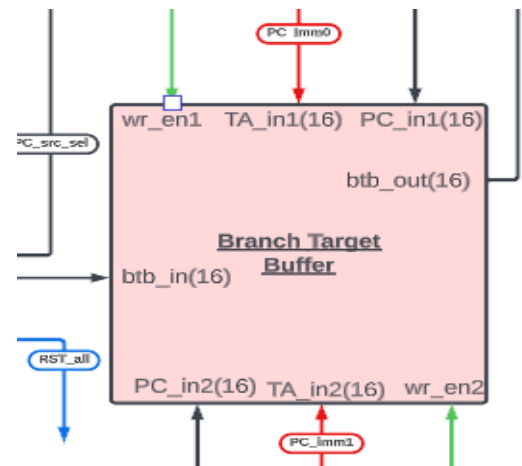 PC_imm0
wr_en1 TA_in1(16) PC_in1(16)
PC_src_sel
btb_out(16)
Branch Target
Buffer
btb_in(16)
RST_all
PC_in2(16) TA_in2(16) wr_en2
PC_imm1